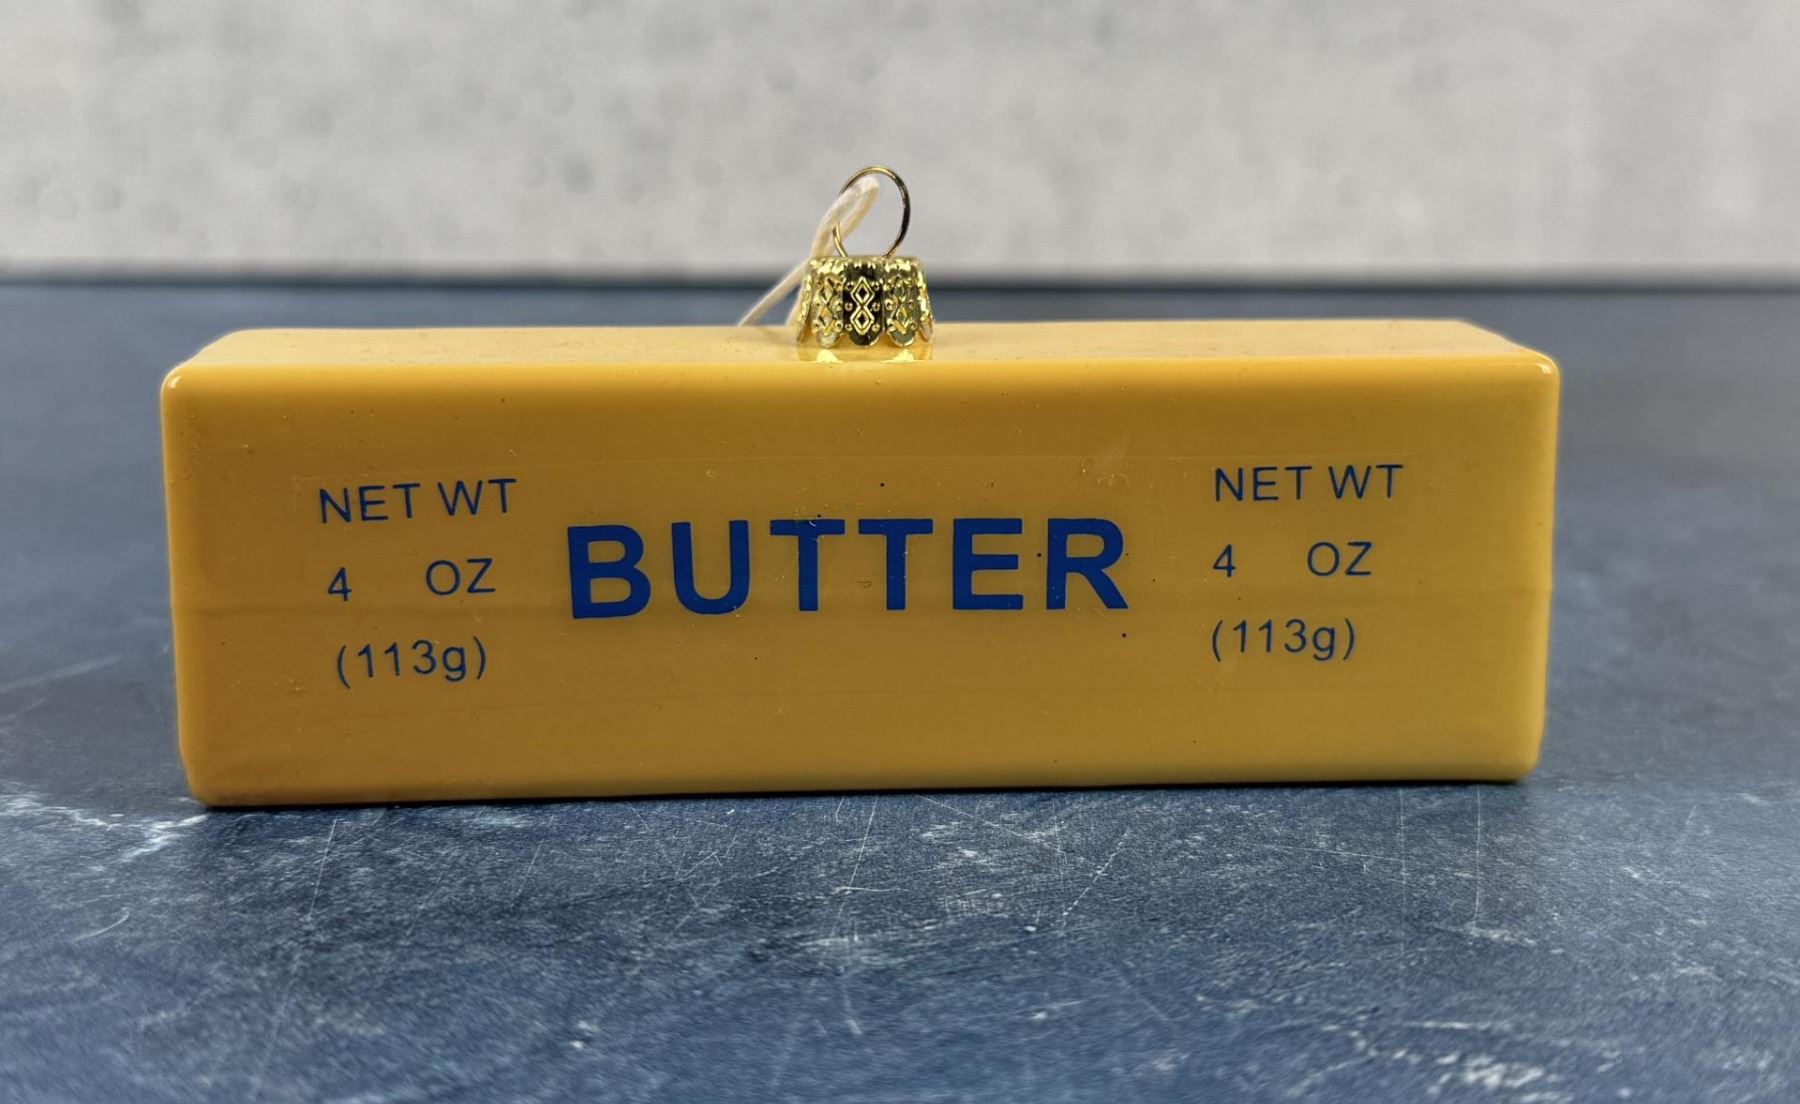 NET WT
4 OZ
(113g)
BUTTER
NET WT
4 OZ
(113g)